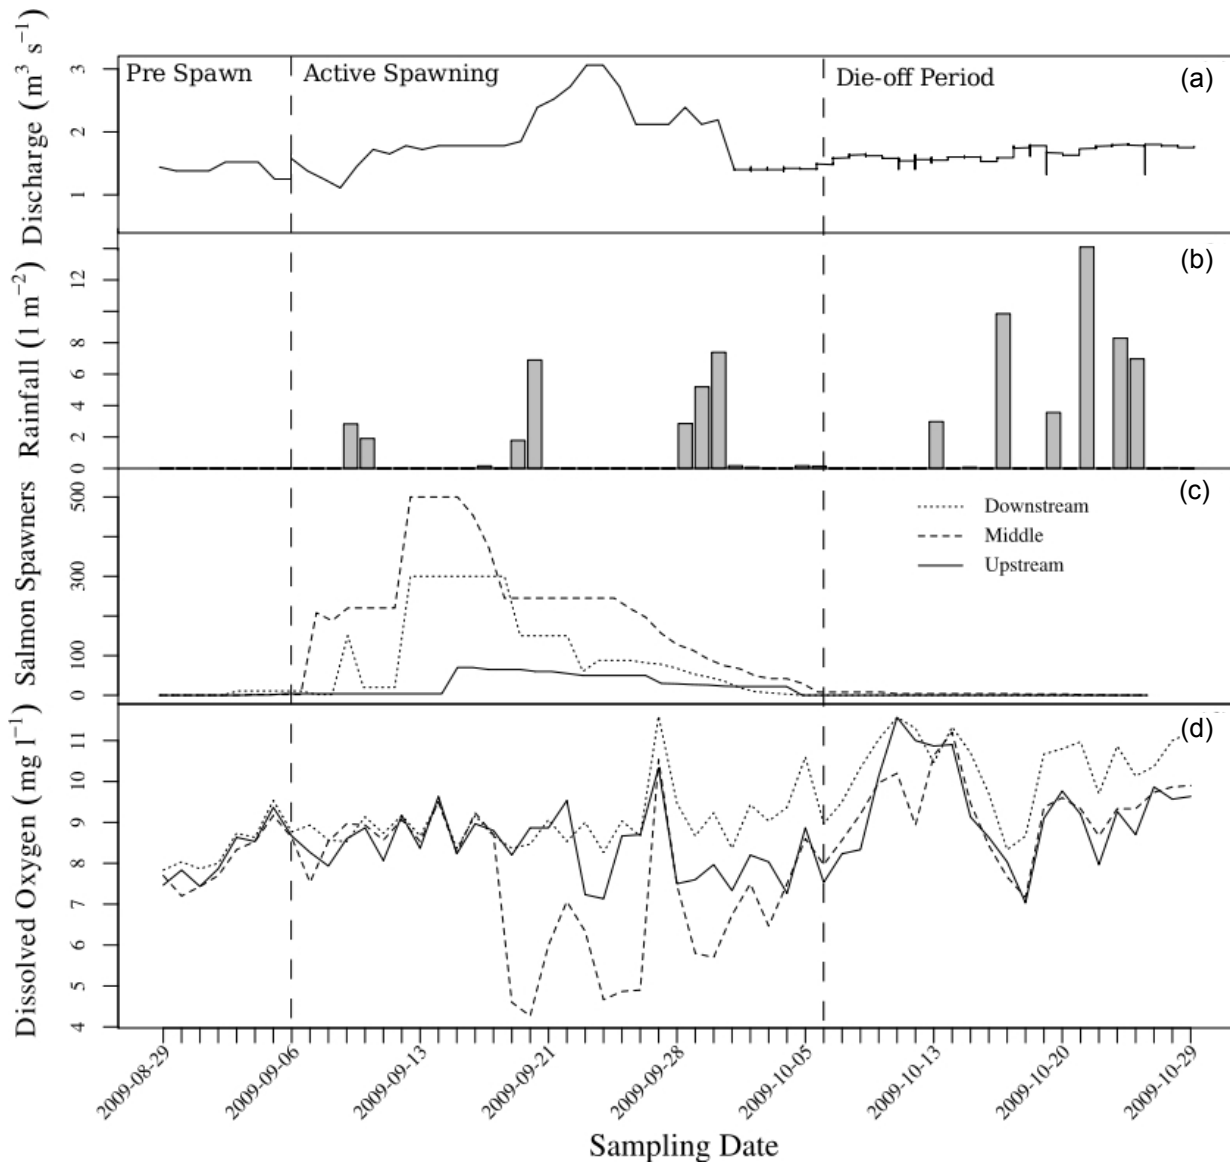 Pre Spawn
Active Spawning
Die-off Period
(a)
Discharge (m³ s⁻¹)
3
2
1
(b)
Rainfall (l m⁻²)
12
8
6
4
2
0
(c)
Salmon Spawners
500
300
100
0
Downstream
Middle
Upstream
(d)
Dissolved Oxygen (mg l⁻¹)
11
10
9
8
7
6
5
4
2009-08-29
2009-09-06
2009-09-13
2009-09-21
2009-09-28
2009-10-05
2009-10-13
2009-10-20
2009-10-29
Sampling Date